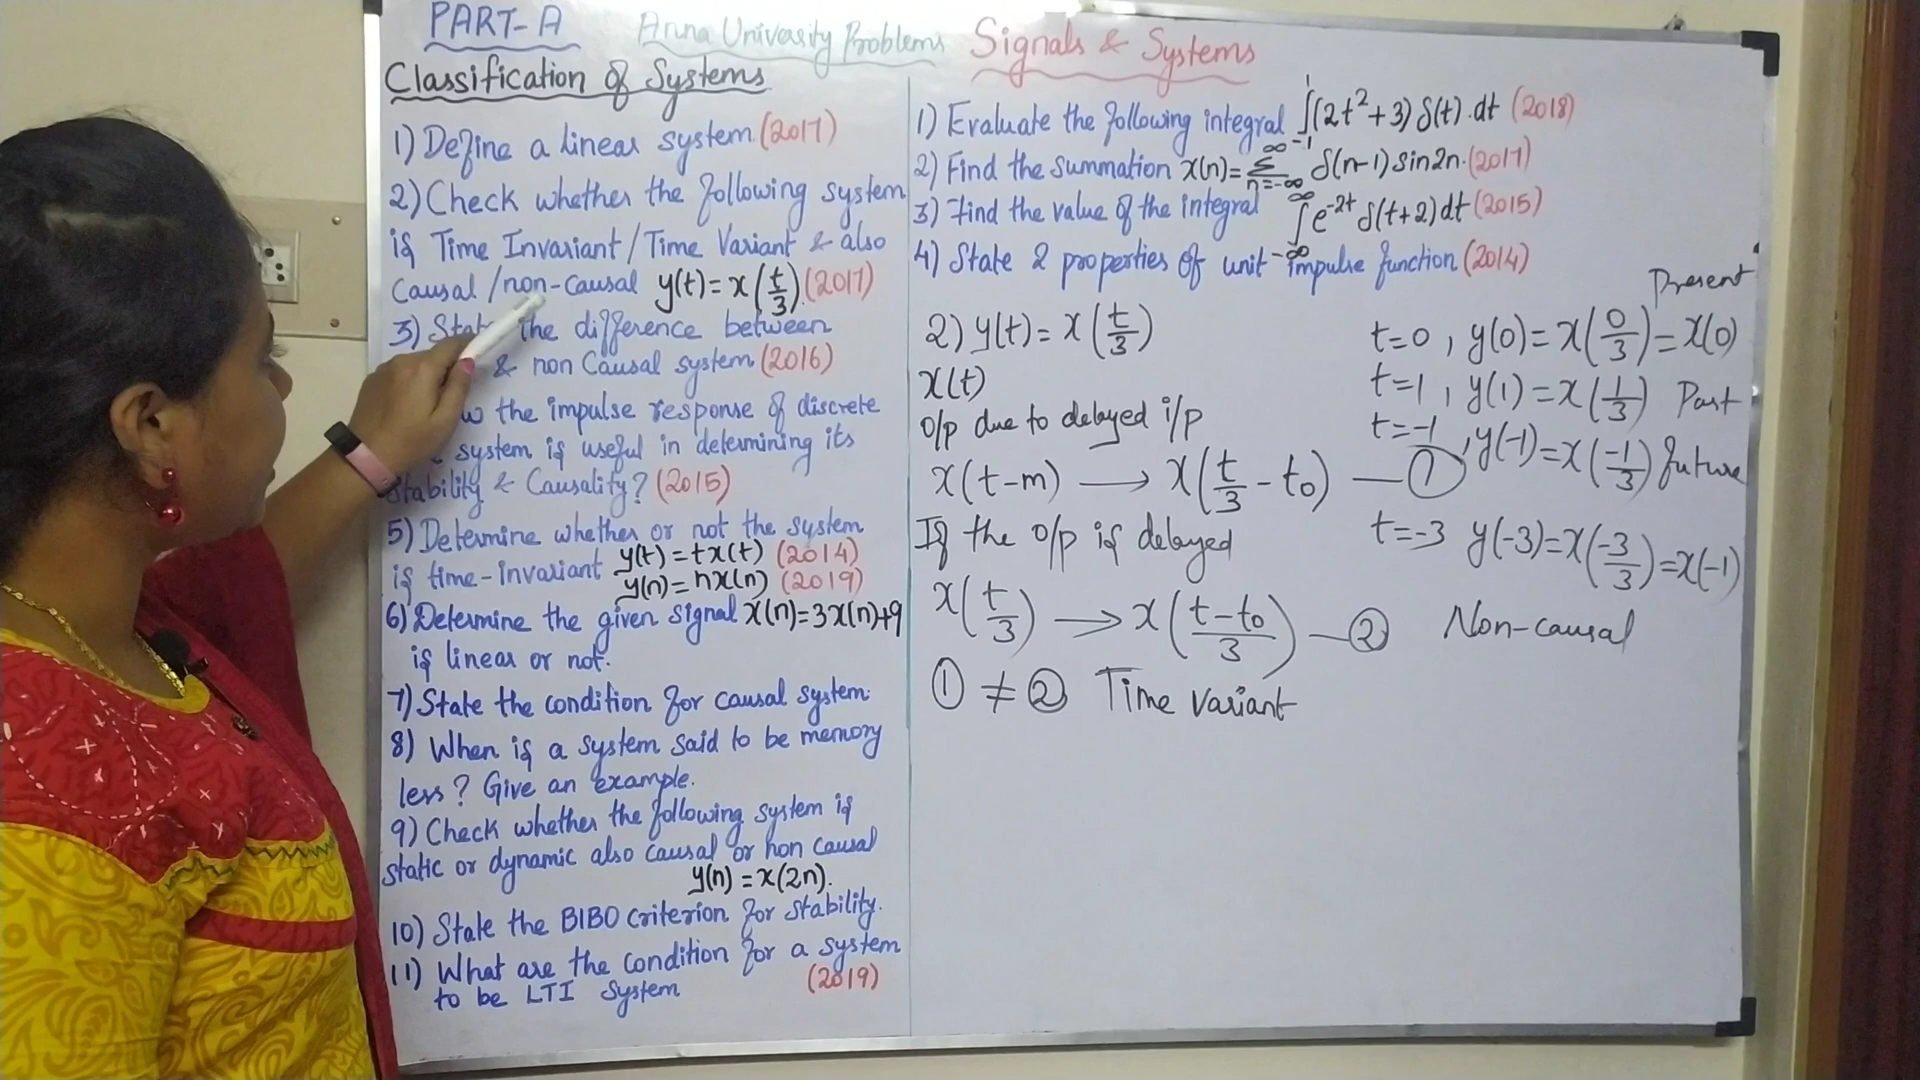 PART-A Anna University Problems Signals & Systems
Classification of Systems
1) Define a linear system (2017)
2) Check whether the following system
is Time Invariant / Time Variant & also
Causal / non-causal y(t) = x(t/3). (2017)
3) State the difference between
& non Causal system (2016)
w the impulse response of discrete
system is useful in determining its
Stability & Causality? (2015)
5) Determine whether or not the system
is time-invariant y(t) = tx(t) (2014)
y(n) = nx(n) (2019)
6) Determine the given signal x(n)=3x(n)+9
is linear or not.
7) State the condition for causal system.
8) When is a system said to be memory
less? Give an example.
9) Check whether the following system is
static or dynamic also causal or non causal
y(n) = x(2n).
10) State the BIBO criterion for stability.
11) What are the condition for a system
to be LTI System (2019)
1) Evaluate the following integral ∫₋₁¹(2t²+3) δ(t).dt (2018)
2) Find the summation x(n)= Σ_{n=-∞}^{∞} δ(n-1) sin2n. (2017)
3) Find the value of the integral ∫_{-∞}^{∞} e^{-2t} δ(t+2) dt (2015)
4) State 2 properties of unit impulse function (2014)
2) y(t) = x(t/3)
x(t)
o/p due to delayed i/p
x(t-m) → x(t/3 - t₀) — ①
If the o/p is delayed
x(t/3) → x((t-t₀)/3) — ②
① ≠ ② Time variant
Present
t=0, y(0) = x(0/3) = x(0)
t=1, y(1) = x(1/3) Past
t=-1, y(-1) = x(-1/3) future
t=-3 y(-3) = x(-3/3) = x(-1)
Non-causal